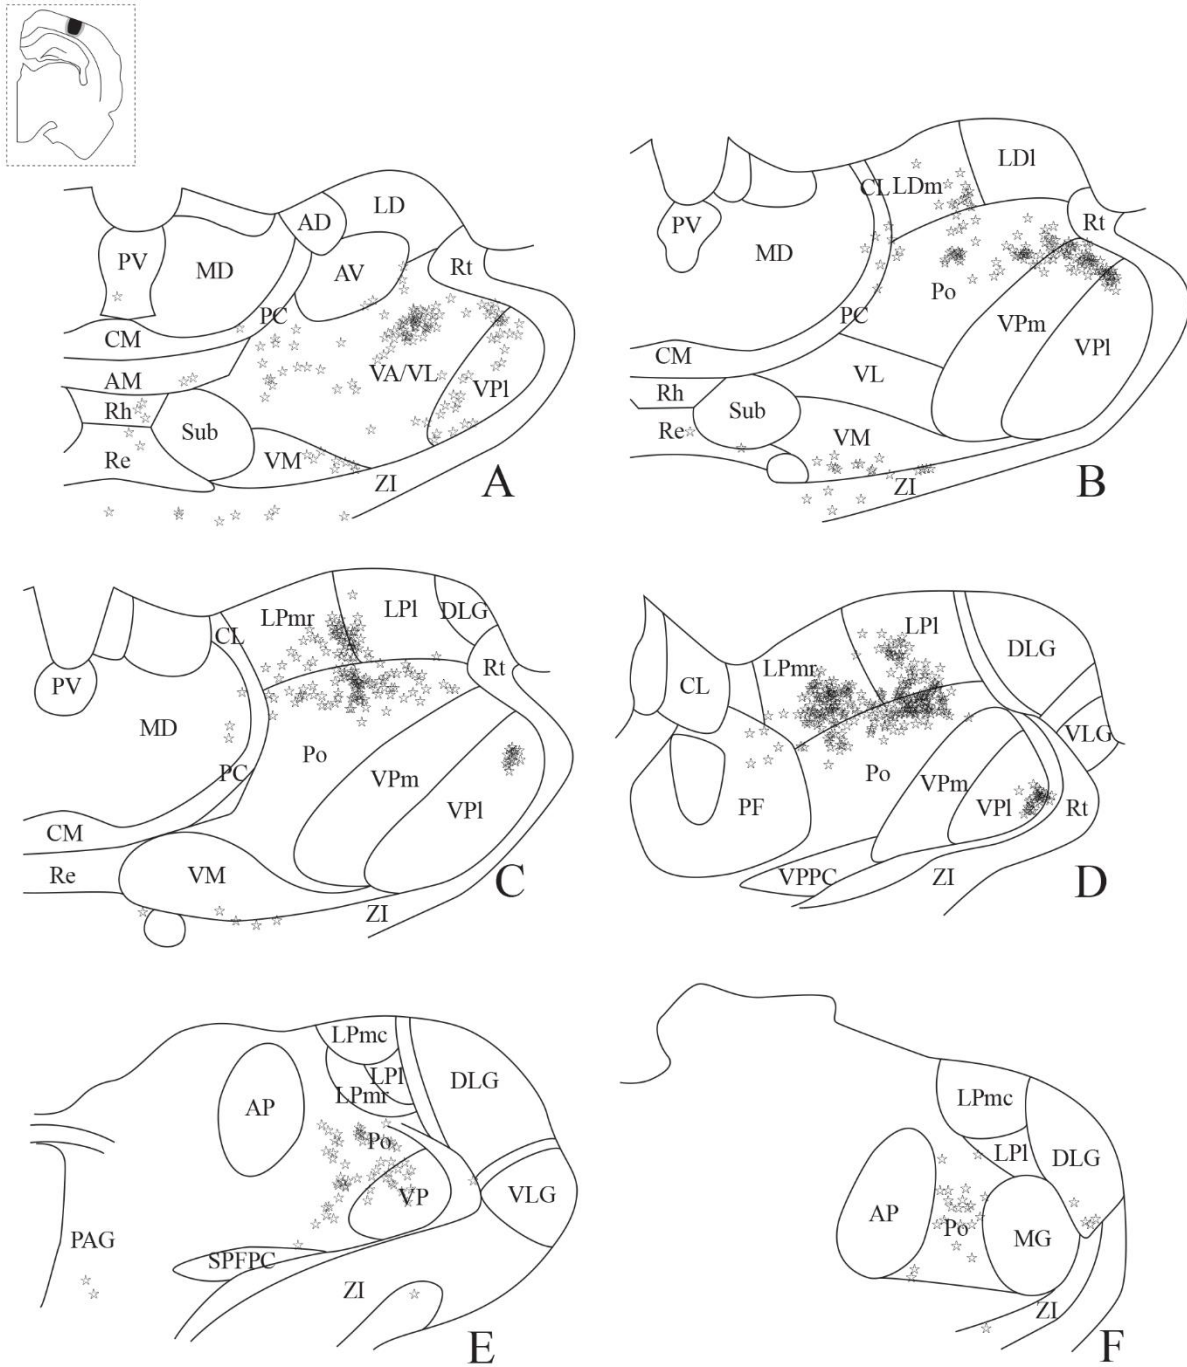 AD
LD
PV
MD
AV
Rt
PC
CM
AM
VA/VL
VPl
Rh
Sub
Re
VM
ZI
A
LDl
CL LDm
PV
Rt
MD
Po
PC
VPm
CM
VPl
VL
Rh
Sub
Re
VM
ZI
B
LPmr
LPl
DLG
CL
Rt
PV
MD
Po
PC
VPm
VPl
CM
Re
VM
C
ZI
LPl
DLG
LPmr
CL
VLG
Po
VPm
PF
VPl
Rt
VPPC
ZI
D
LPmc
LPl
DLG
LPmr
AP
Po
VP
VLG
PAG
SPFPC
ZI
E
LPmc
LPl
DLG
AP
Po
MG
ZI
F